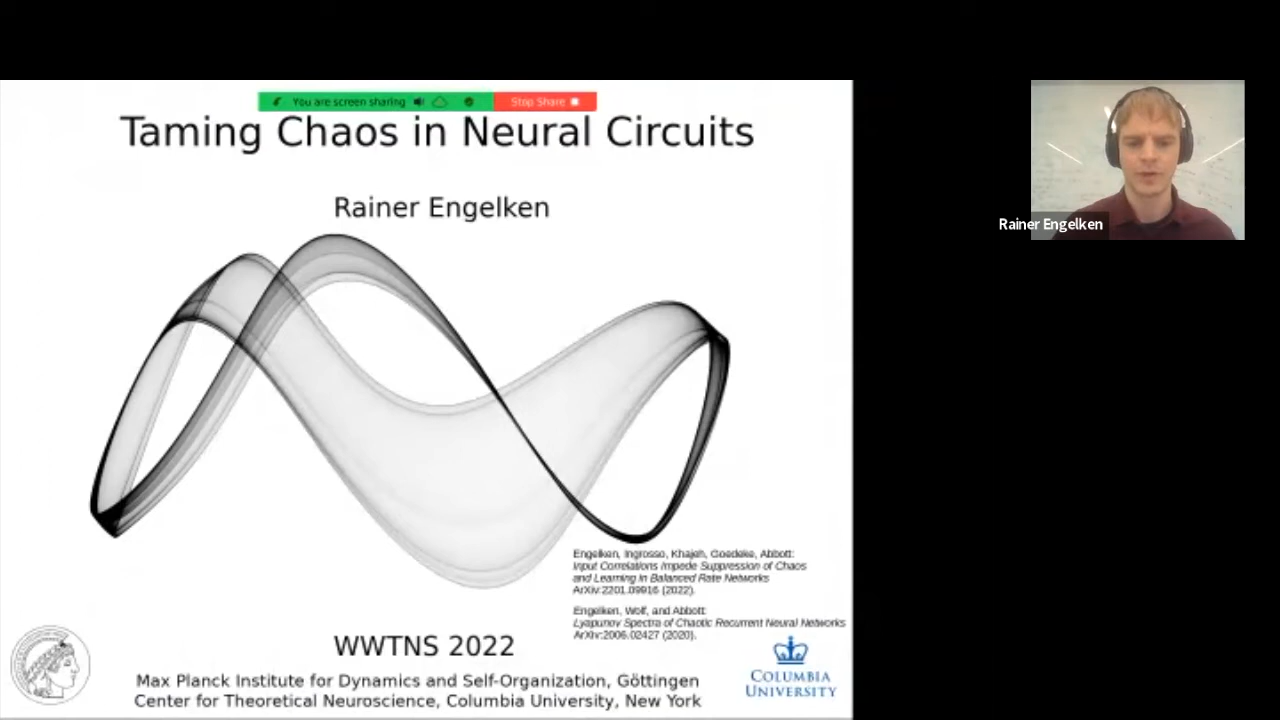 You are screen sharing
Stop Share
Taming Chaos in Neural Circuits
Rainer Engelken
Rainer Engelken
Engelken, Ingrosso, Khajeh, Goedeke, Abbott:
Input Correlations Impede Suppression of Chaos
and Learning in Balanced Rate Networks
ArXiv:2201.09916 (2022).
Engelken, Wolf, and Abbott:
Lyapunov Spectra of Chaotic Recurrent Neural Networks
ArXiv:2006.02427 (2020).
WWTNS 2022
Max Planck Institute for Dynamics and Self-Organization, Göttingen
Center for Theoretical Neuroscience, Columbia University, New York
COLUMBIA
UNIVERSITY